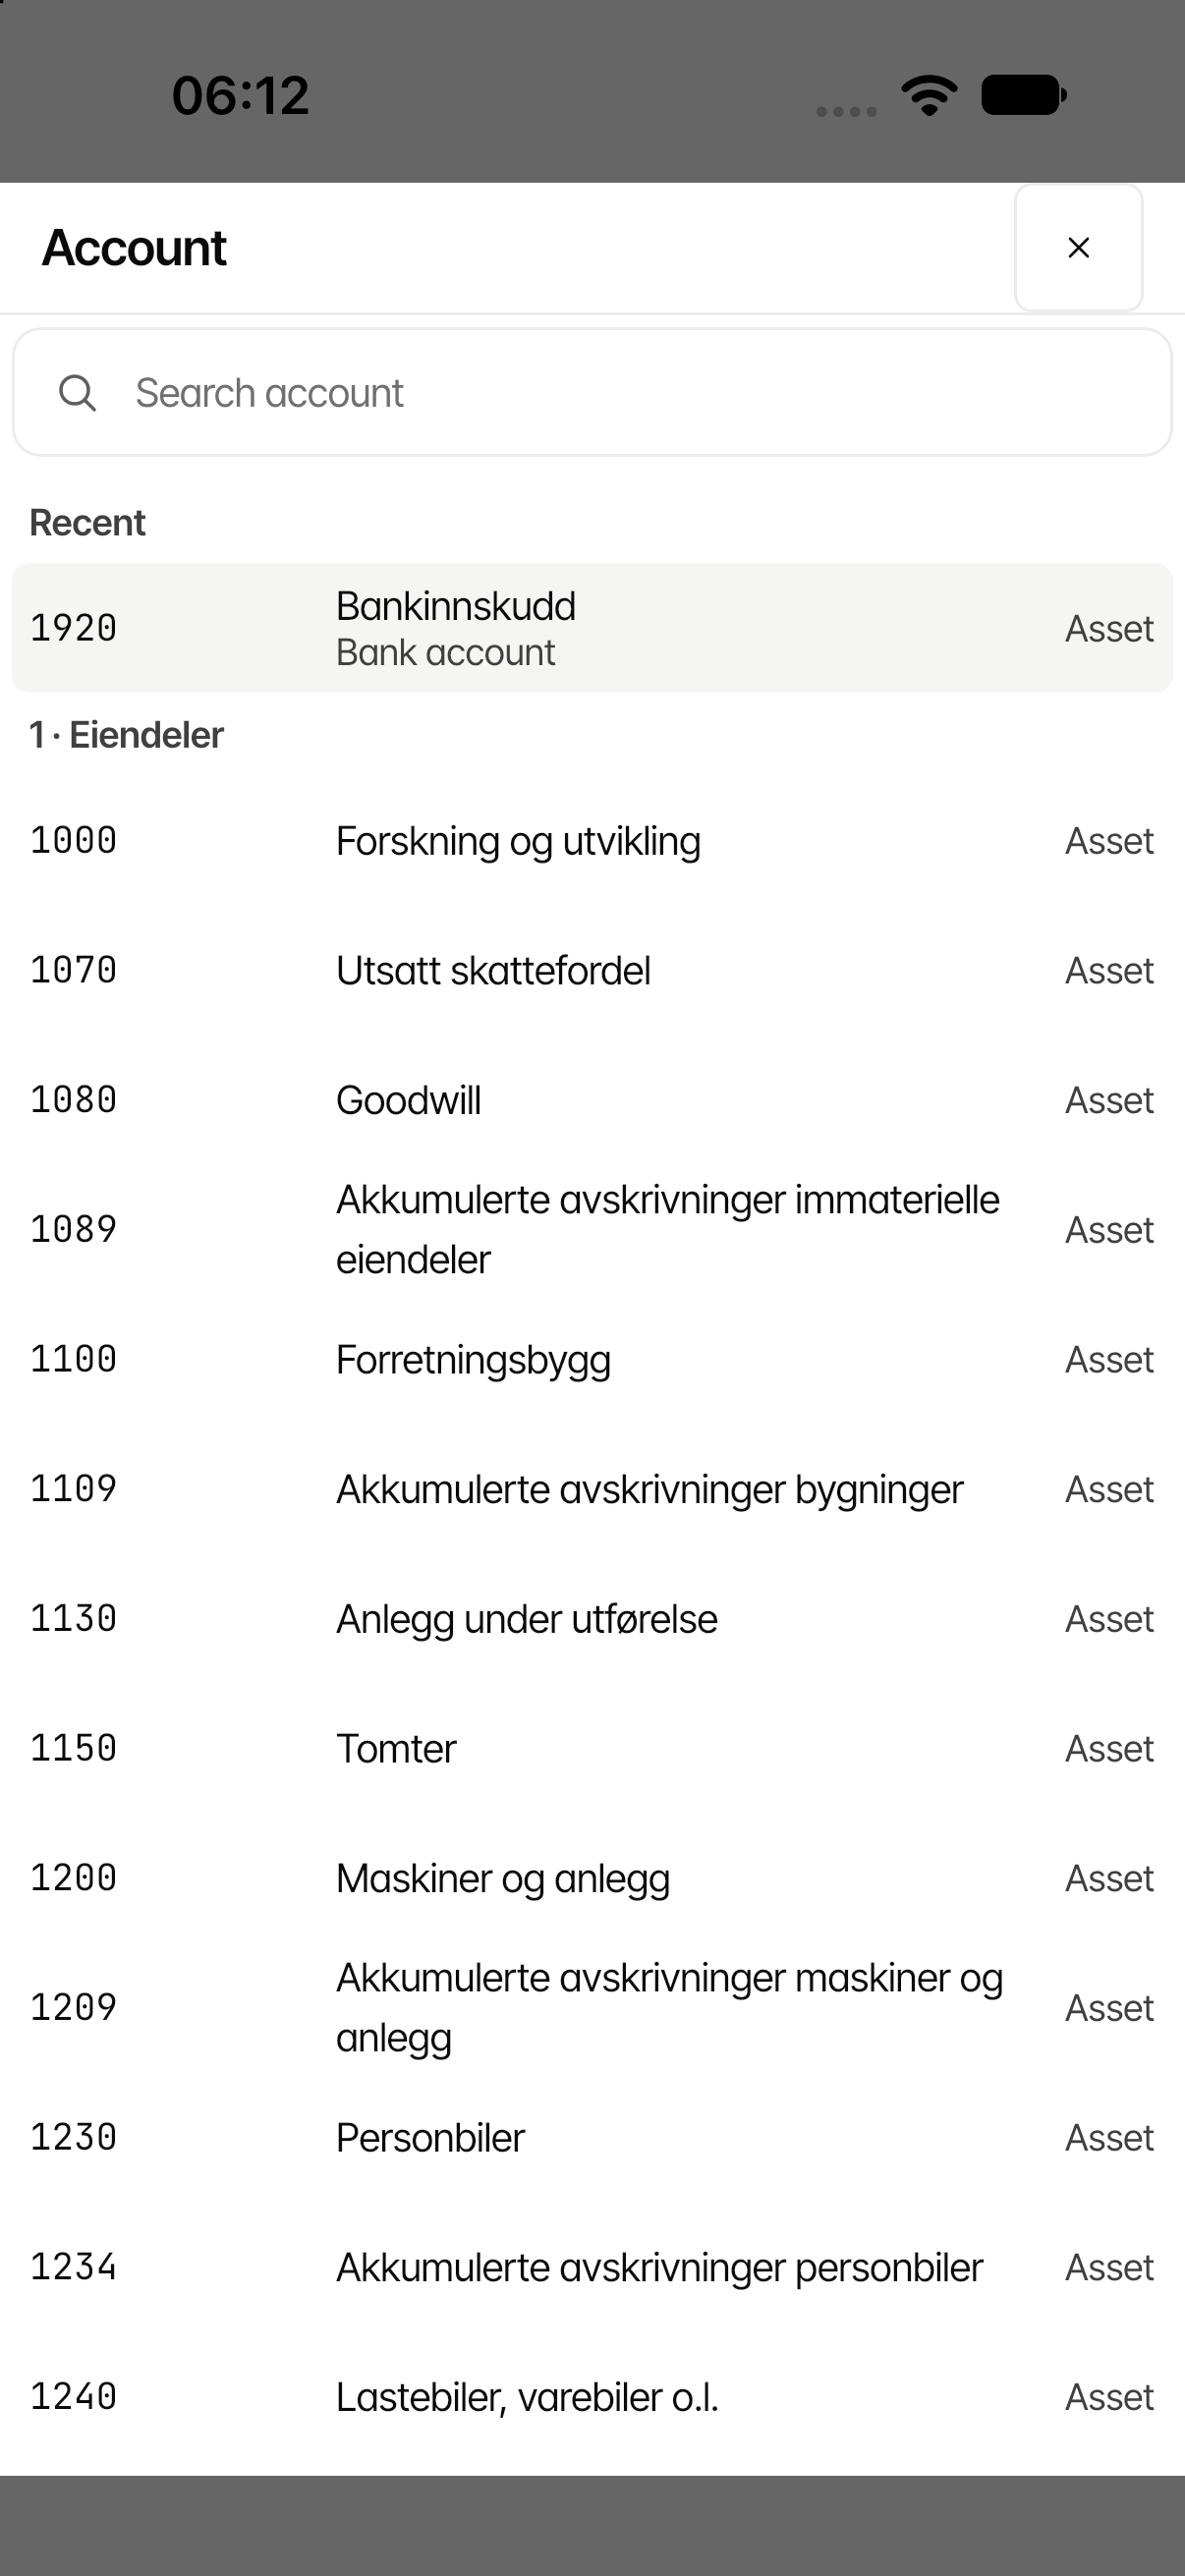 06:12
Account
Search account
Recent
1920 Bankinnskudd Asset
Bank account
1 · Eiendeler
1000 Forskning og utvikling Asset
1070 Utsatt skattefordel Asset
1080 Goodwill Asset
1089 Akkumulerte avskrivninger immaterielle Asset
eiendeler
1100 Forretningsbygg Asset
1109 Akkumulerte avskrivninger bygninger Asset
1130 Anlegg under utførelse Asset
1150 Tomter Asset
1200 Maskiner og anlegg Asset
1209 Akkumulerte avskrivninger maskiner og Asset
anlegg
1230 Personbiler Asset
1234 Akkumulerte avskrivninger personbiler Asset
1240 Lastebiler, varebiler o.l. Asset